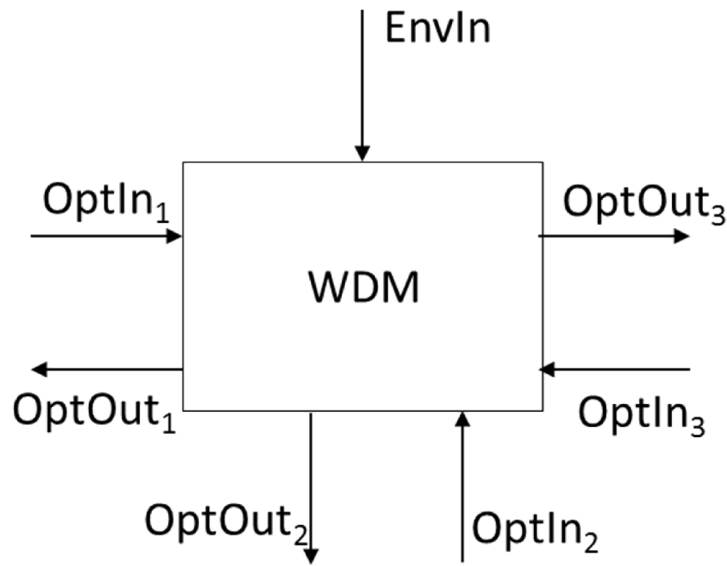 EnvIn
OptIn₁
OptOut₃
WDM
OptOut₁
OptIn₃
OptOut₂
OptIn₂